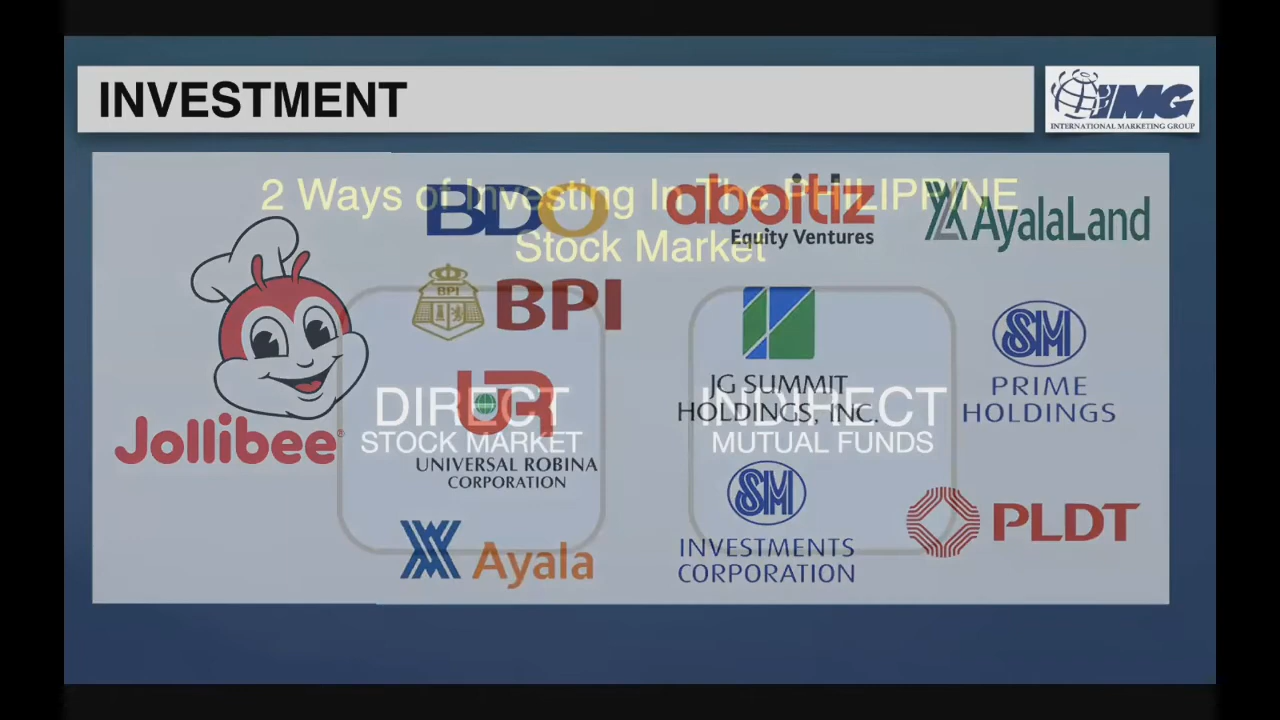 INVESTMENT
IMG
INTERNATIONAL MARKETING GROUP
2 Ways of Investing In The PHILIPPINE
Stock Market
BDO
aboitiz
Equity Ventures
AyalaLand
Jollibee®
BPI
BPI
DIRECT
STOCK MARKET
UR
UNIVERSAL ROBINA
CORPORATION
JG SUMMIT
HOLDINGS, INC.
INDIRECT
MUTUAL FUNDS
SM
PRIME
HOLDINGS
Ayala
SM
INVESTMENTS
CORPORATION
PLDT